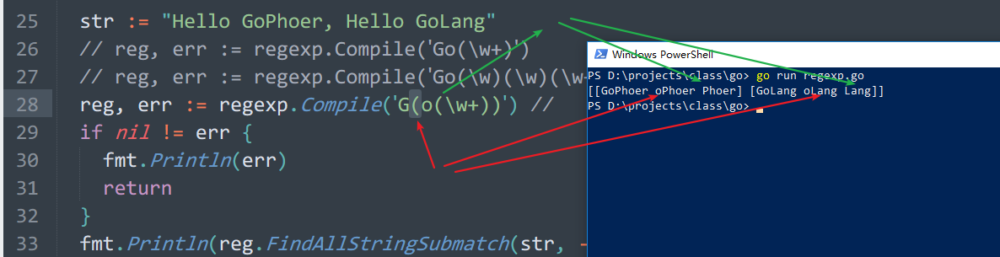 25 str := "Hello GoPhoer, Hello GoLang"
26 // reg, err := regexp.Compile('Go(\w+)')
27 // reg, err := regexp.Compile('Go(\w)(\w)(\w
28 reg, err := regexp.Compile('G(o(\w+))') //
29 if nil != err {
30 fmt.Println(err)
31 return
32 }
33 fmt.Println(reg.FindAllStringSubmatch(str, -
Windows PowerShell
PS D:\projects\class\go> go run regexp.go
[[GoPhoer oPhoer Phoer] [GoLang oLang Lang]]
PS D:\projects\class\go>